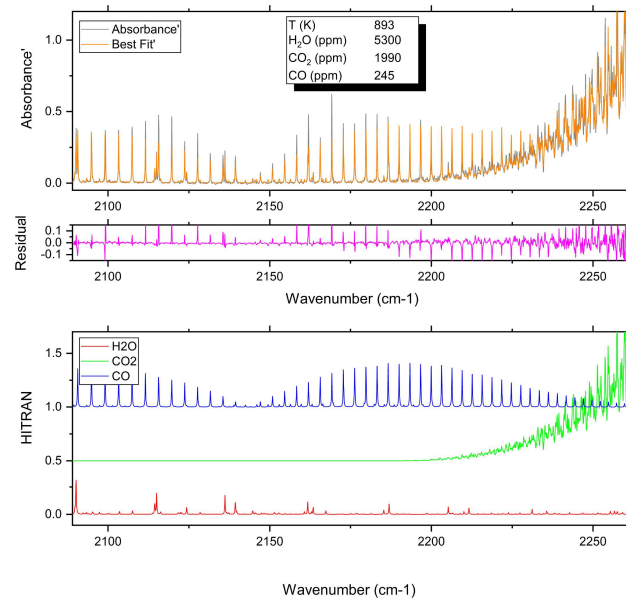 Absorbance'
Best Fit'
T (K) 893
H₂O (ppm) 5300
CO₂ (ppm) 1990
CO (ppm) 245
Absorbance'
1.0
0.5
0.0
2100 2150 2200 2250
Residual
0.1
0.0
-0.1
2100 2150 2200 2250
Wavenumber (cm-1)
H2O
CO2
CO
HITRAN
1.5
1.0
0.5
0.0
2100 2150 2200 2250
Wavenumber (cm-1)